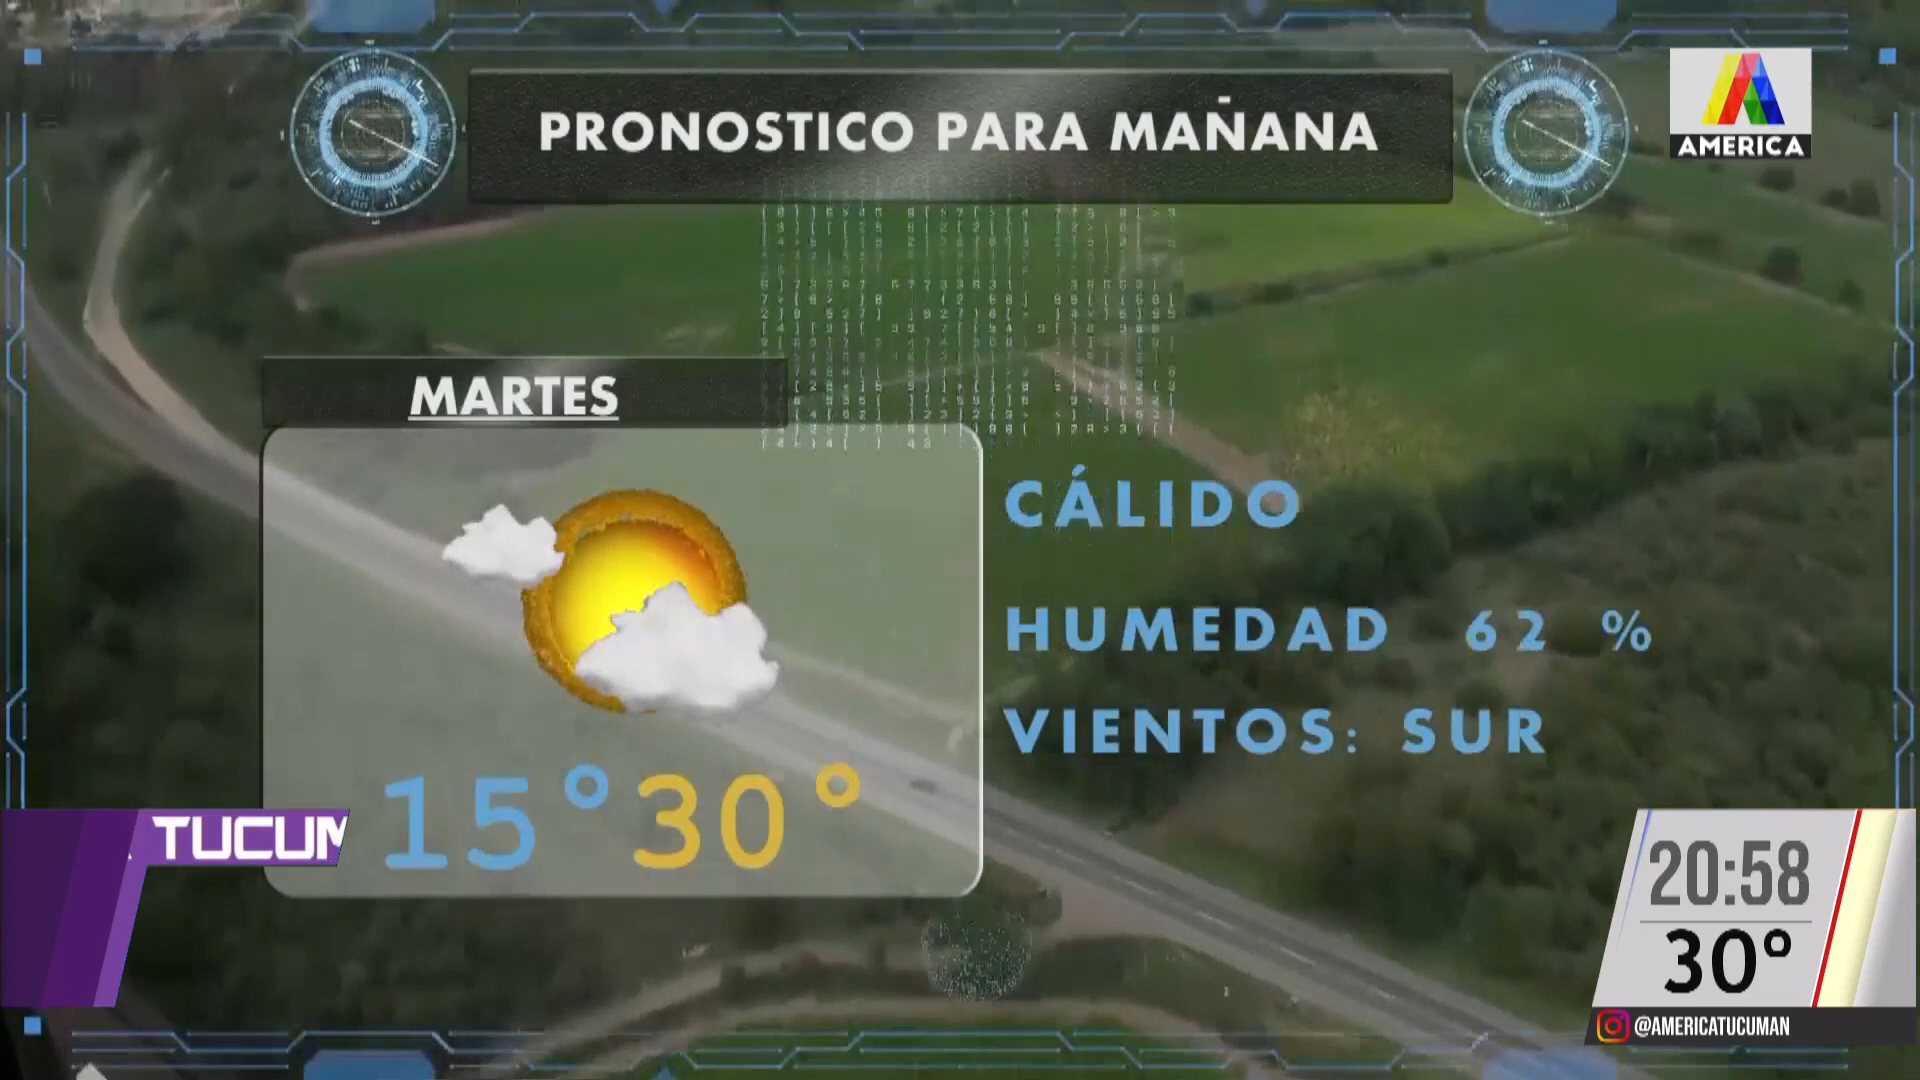 PRONOSTICO PARA MAÑANA
AMERICA
MARTES
CÁLIDO
HUMEDAD 62 %
VIENTOS: SUR
15° 30°
TUCUM
20:58
30°
@AMERICATUCUMAN